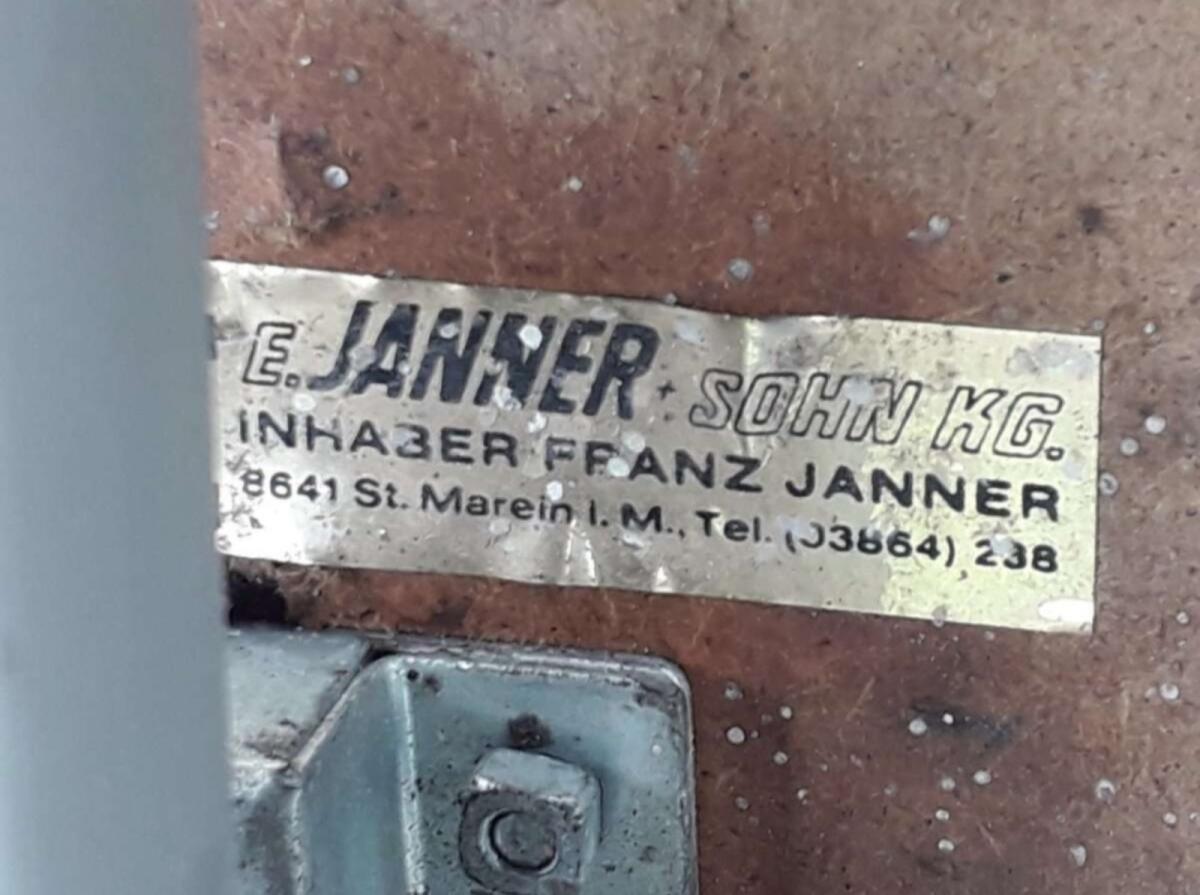 E. JANNER + SOHN KG.
INHABER FRANZ JANNER
8641 St. Marein i. M., Tel. (03864) 238